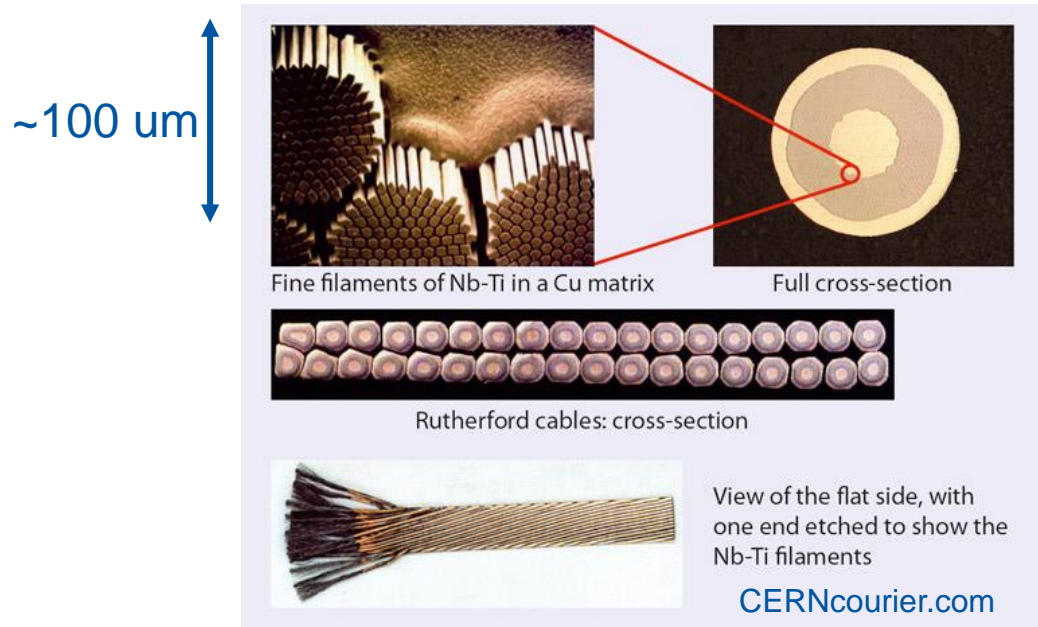 ~100 um
Fine filaments of Nb-Ti in a Cu matrix
Full cross-section
Rutherford cables: cross-section
View of the flat side, with
one end etched to show the
Nb-Ti filaments
CERNcourier.com